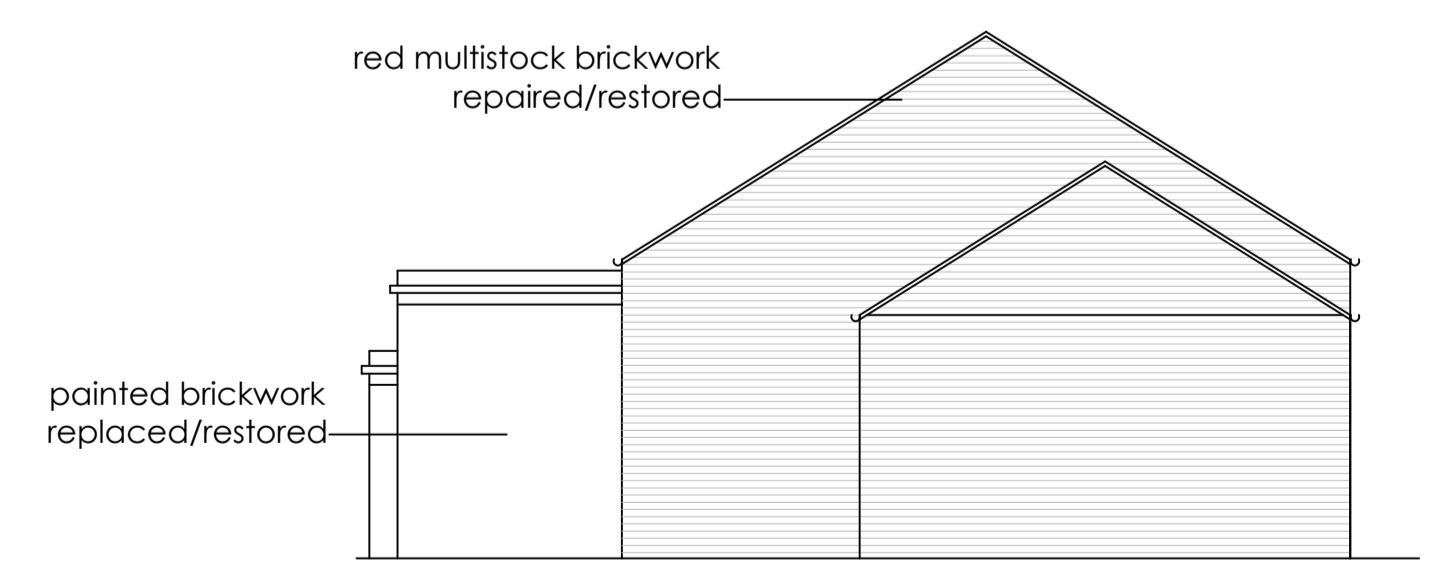 red multistock brickwork
repaired/restored
painted brickwork
replaced/restored